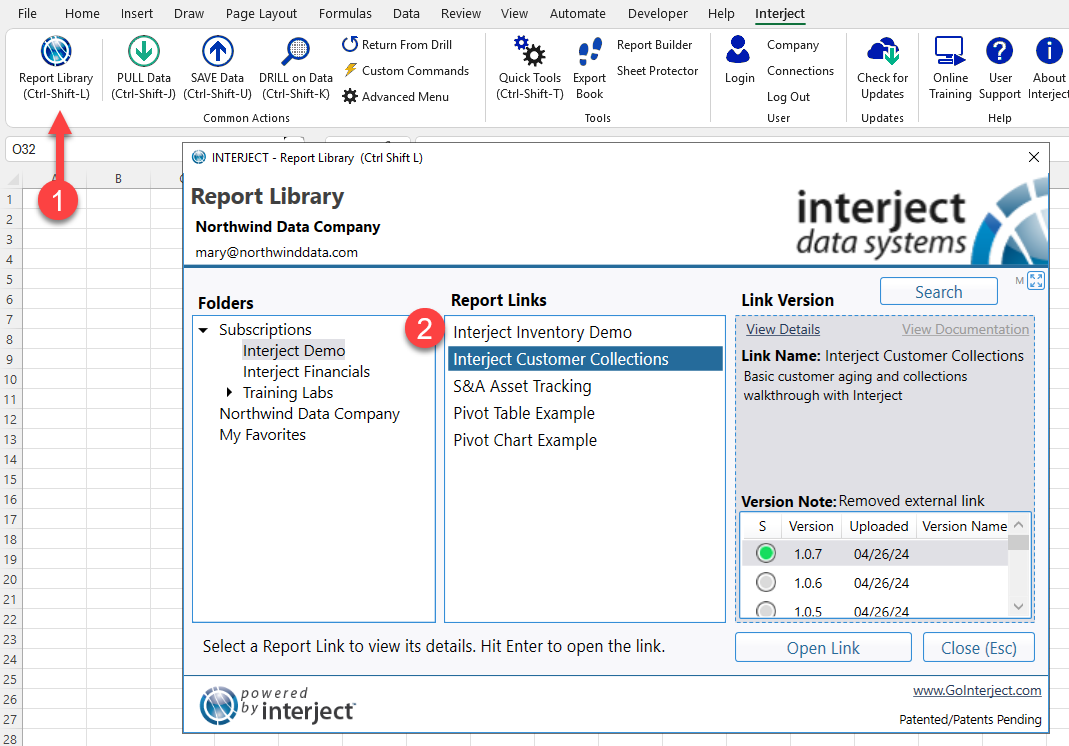 File Home Insert Draw Page Layout Formulas Data Review View Automate Developer Help Interject
Report Library
(Ctrl-Shift-L)
PULL Data
(Ctrl-Shift-J)
SAVE Data
(Ctrl-Shift-U)
DRILL on Data
(Ctrl-Shift-K)
Return From Drill
Custom Commands
Advanced Menu
Common Actions
Quick Tools
(Ctrl-Shift-T)
Export
Book
Report Builder
Sheet Protector
Tools
Login
Company
Connections
Log Out
User
Check for
Updates
Updates
Online
Training
User
Support
About
Interject
Help
O32
B
1
2
3
4
5
6
7
8
9
10
11
12
13
14
15
16
17
18
19
20
21
22
23
24
25
26
27
28
1
INTERJECT - Report Library (Ctrl Shift L)
Report Library
Northwind Data Company
mary@northwinddata.com
interject
data systems
M
Folders
Subscriptions
Interject Demo
Interject Financials
Training Labs
Northwind Data Company
My Favorites
2
Report Links
Interject Inventory Demo
Interject Customer Collections
S&A Asset Tracking
Pivot Table Example
Pivot Chart Example
Link Version
Search
View Details View Documentation
Link Name: Interject Customer Collections
Basic customer aging and collections
walkthrough with Interject
Version Note: Removed external link
S Version Uploaded Version Name
1.0.7 04/26/24
1.0.6 04/26/24
1.0.5 04/26/24
Select a Report Link to view its details. Hit Enter to open the link.
Open Link Close (Esc)
powered
by interject
www.GoInterject.com
Patented/Patents Pending